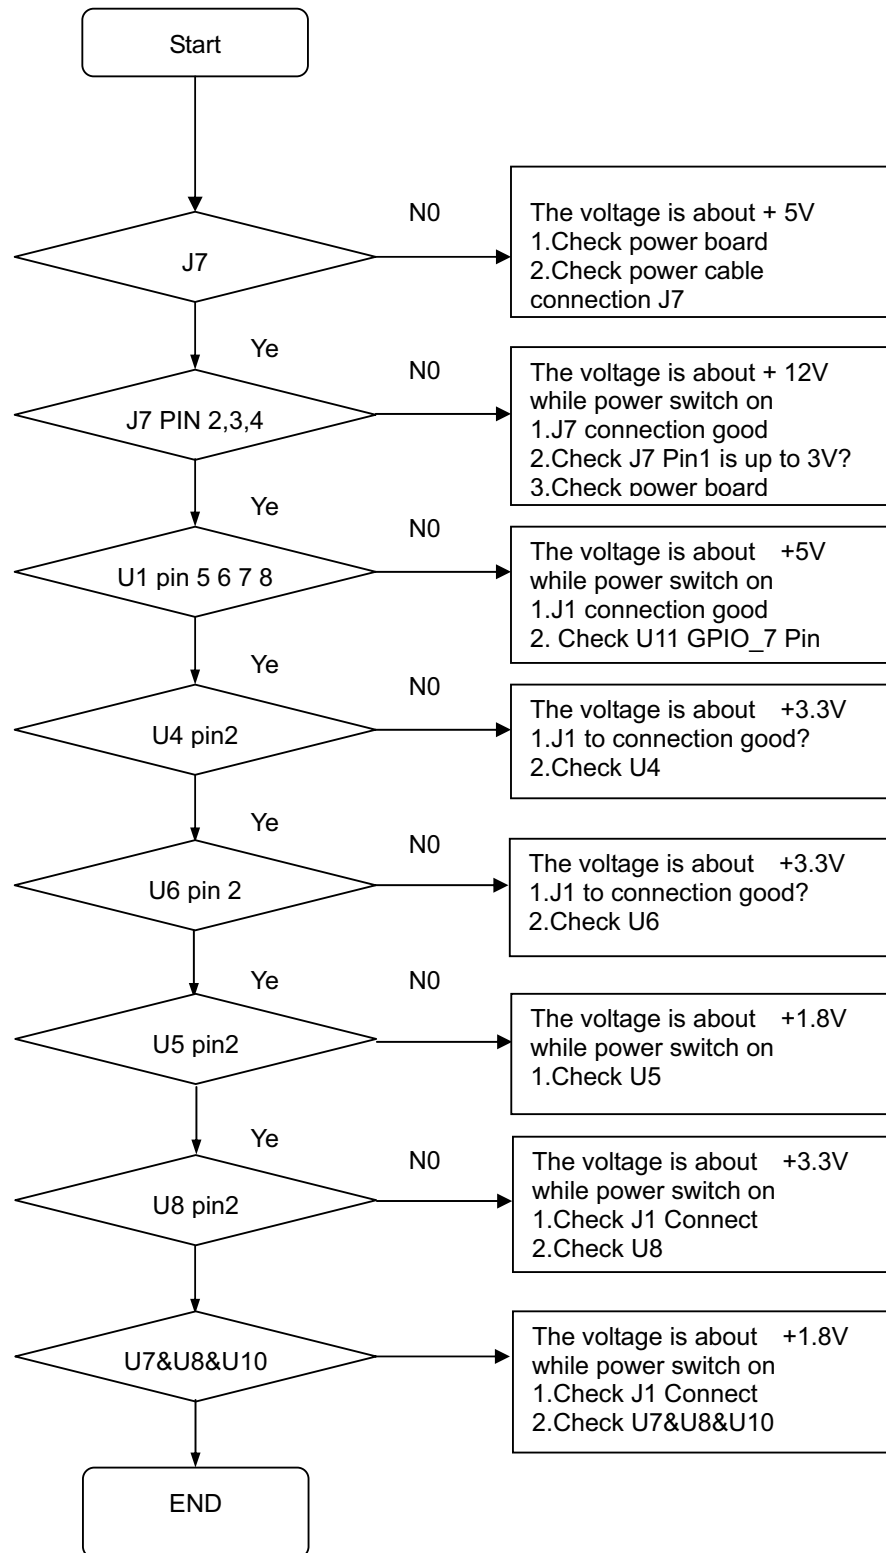 Start
N0
The voltage is about + 5V
1.Check power board
2.Check power cable
connection J7
J7
Ye
N0
The voltage is about + 12V
while power switch on
1.J7 connection good
2.Check J7 Pin1 is up to 3V?
3.Check power board
J7 PIN 2,3,4
Ye
N0
The voltage is about +5V
while power switch on
1.J1 connection good
2. Check U11 GPIO_7 Pin
U1 pin 5 6 7 8
Ye
N0
The voltage is about +3.3V
1.J1 to connection good?
2.Check U4
U4 pin2
Ye
N0
The voltage is about +3.3V
1.J1 to connection good?
2.Check U6
U6 pin 2
Ye
N0
The voltage is about +1.8V
while power switch on
1.Check U5
U5 pin2
Ye
N0
The voltage is about +3.3V
while power switch on
1.Check J1 Connect
2.Check U8
U8 pin2
The voltage is about +1.8V
while power switch on
1.Check J1 Connect
2.Check U7&U8&U10
U7&U8&U10
END